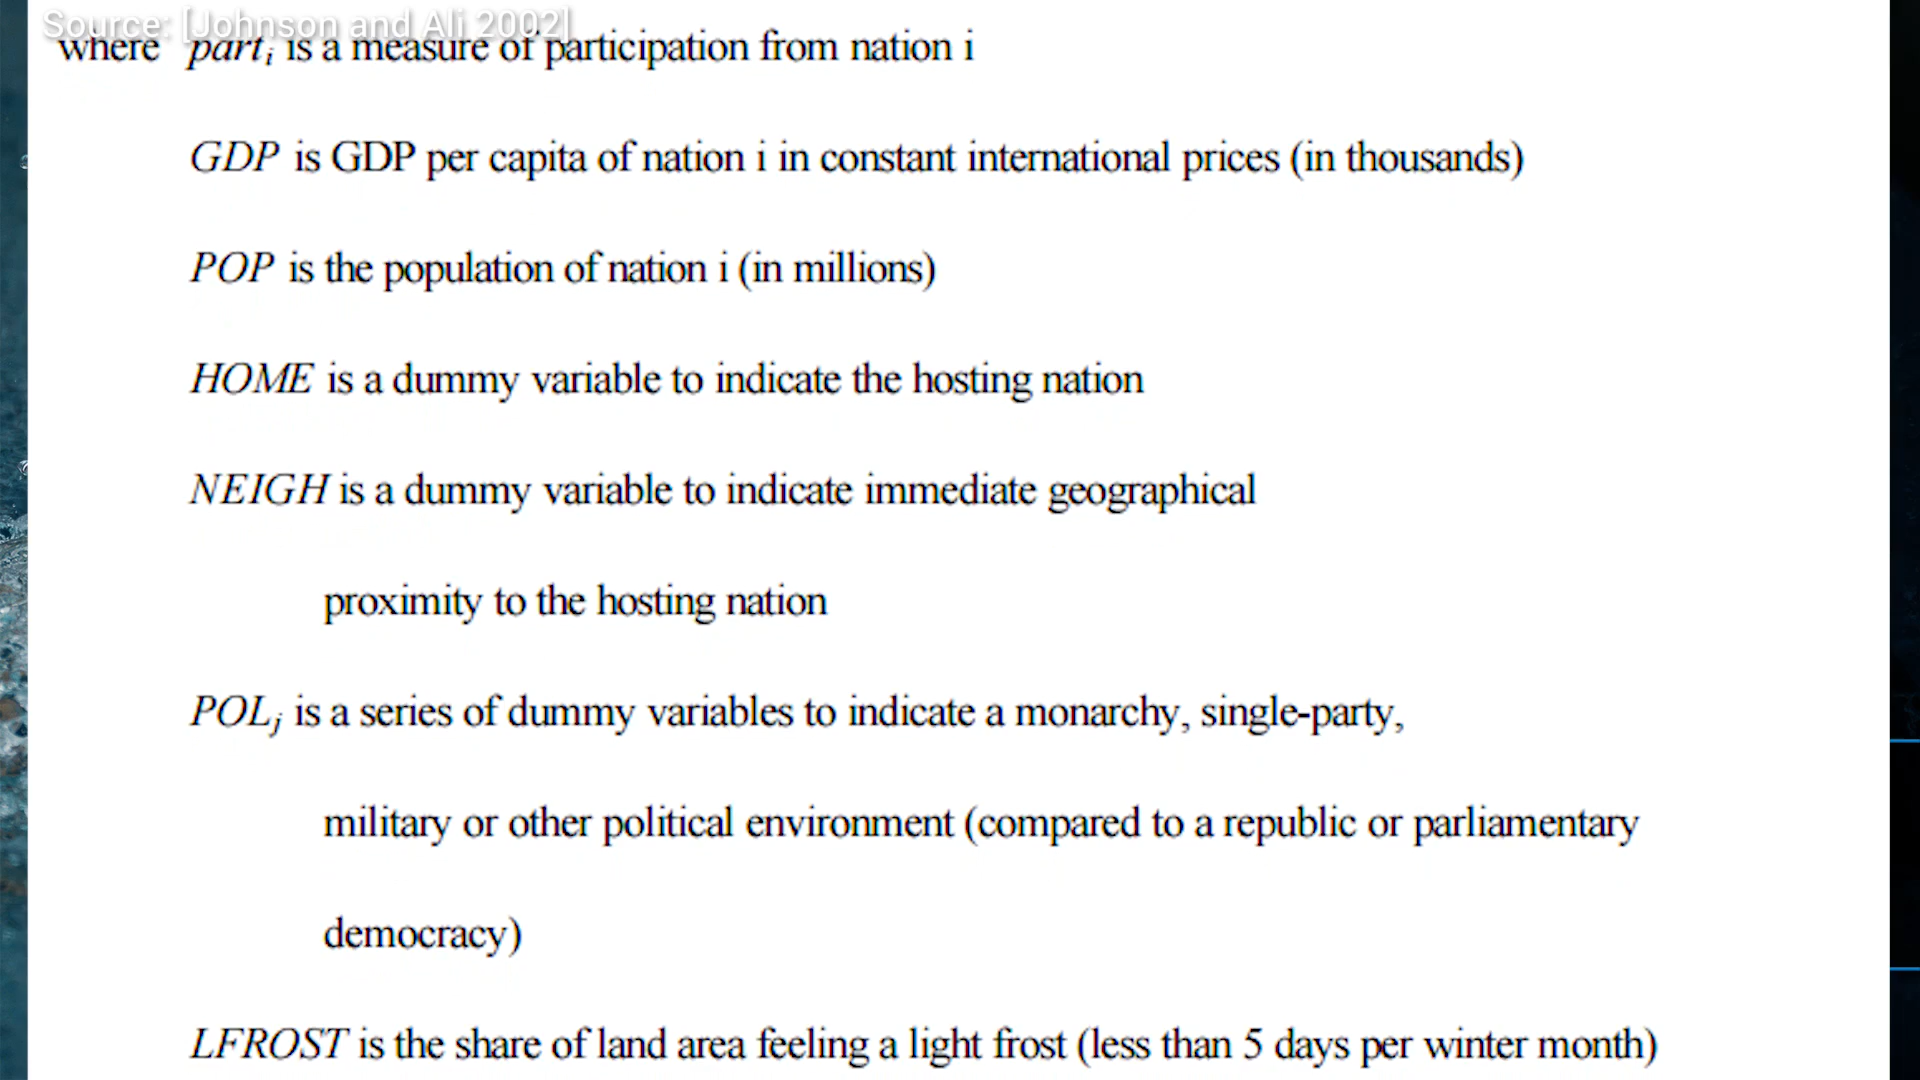 Source: [Johnson and Ali 2002]
where part i is a measure of participation from nation i
GDP is GDP per capita of nation i in constant international prices (in thousands)
POP is the population of nation i (in millions)
HOME is a dummy variable to indicate the hosting nation
NEIGH is a dummy variable to indicate immediate geographical
proximity to the hosting nation
POL j is a series of dummy variables to indicate a monarchy, single-party,
military or other political environment (compared to a republic or parliamentary
democracy)
LFROST is the share of land area feeling a light frost (less than 5 days per winter month)